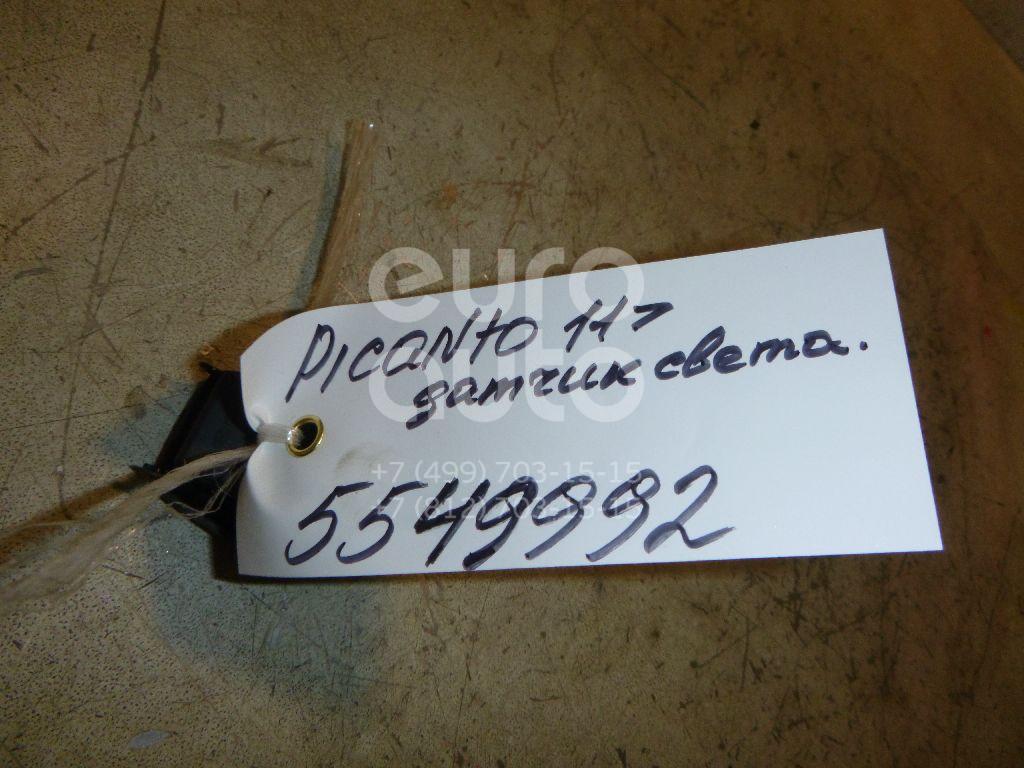 euro
Picanto 11>
auto
датчик света.
+7 (499) 703-15-15
5549992